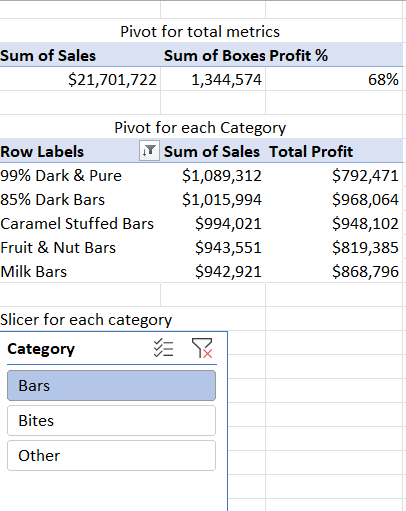 Pivot for total metrics
Sum of Sales Sum of Boxes Profit %
$21,701,722 1,344,574 68%
Pivot for each Category
Row Labels Sum of Sales Total Profit
99% Dark & Pure $1,089,312 $792,471
85% Dark Bars $1,015,994 $968,064
Caramel Stuffed Bars $994,021 $948,102
Fruit & Nut Bars $943,551 $819,385
Milk Bars $942,921 $868,796
Slicer for each category
Category
Bars
Bites
Other